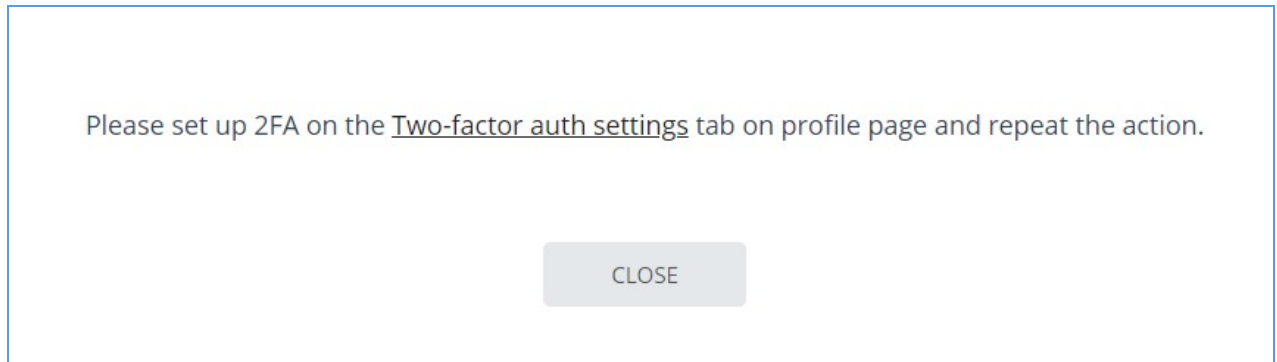 Please set up 2FA on the Two-factor auth settings tab on profile page and repeat the action.
CLOSE